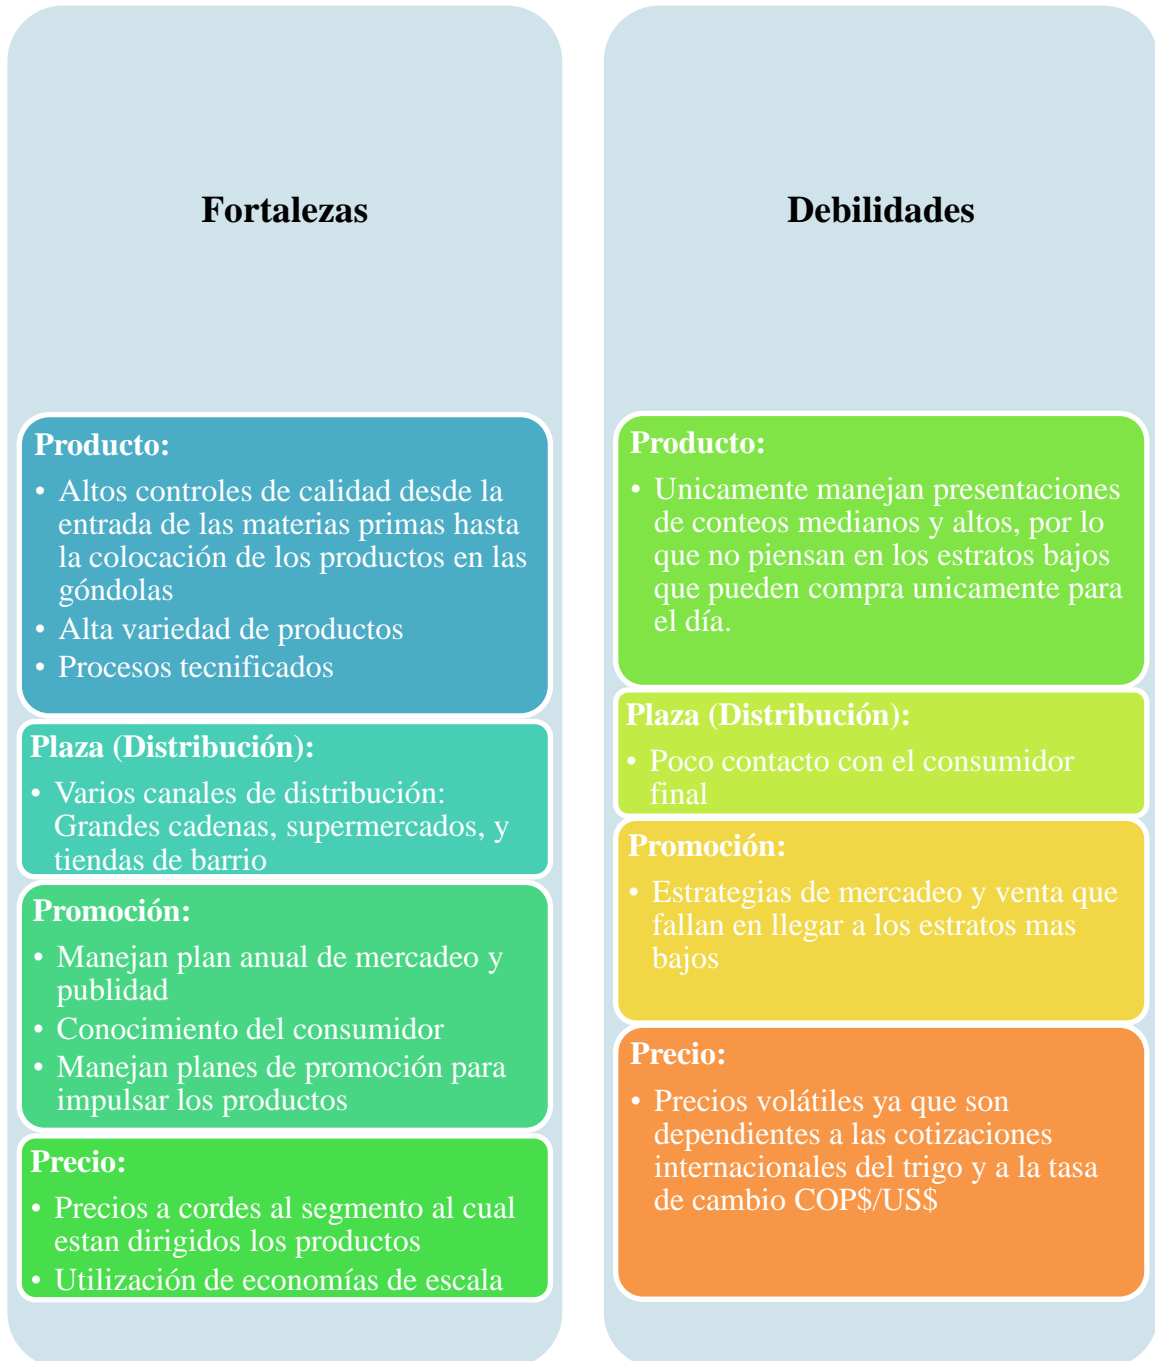 Fortalezas
Producto:
• Altos controles de calidad desde la
entrada de las materias primas hasta
la colocación de los productos en las
góndolas
• Alta variedad de productos
• Procesos tecnificados
Plaza (Distribución):
• Varios canales de distribución:
Grandes cadenas, supermercados, y
tiendas de barrio
Promoción:
• Manejan plan anual de mercadeo y
publidad
• Conocimiento del consumidor
• Manejan planes de promoción para
impulsar los productos
Precio:
• Precios a cordes al segmento al cual
estan dirigidos los productos
• Utilización de economías de escala
Debilidades
Producto:
• Unicamente manejan presentaciones
de conteos medianos y altos, por lo
que no piensan en los estratos bajos
que pueden compra unicamente para
el día.
Plaza (Distribución):
• Poco contacto con el consumidor
final
Promoción:
• Estrategias de mercadeo y venta que
fallan en llegar a los estratos mas
bajos
Precio:
• Precios volátiles ya que son
dependientes a las cotizaciones
internacionales del trigo y a la tasa
de cambio COP$/US$